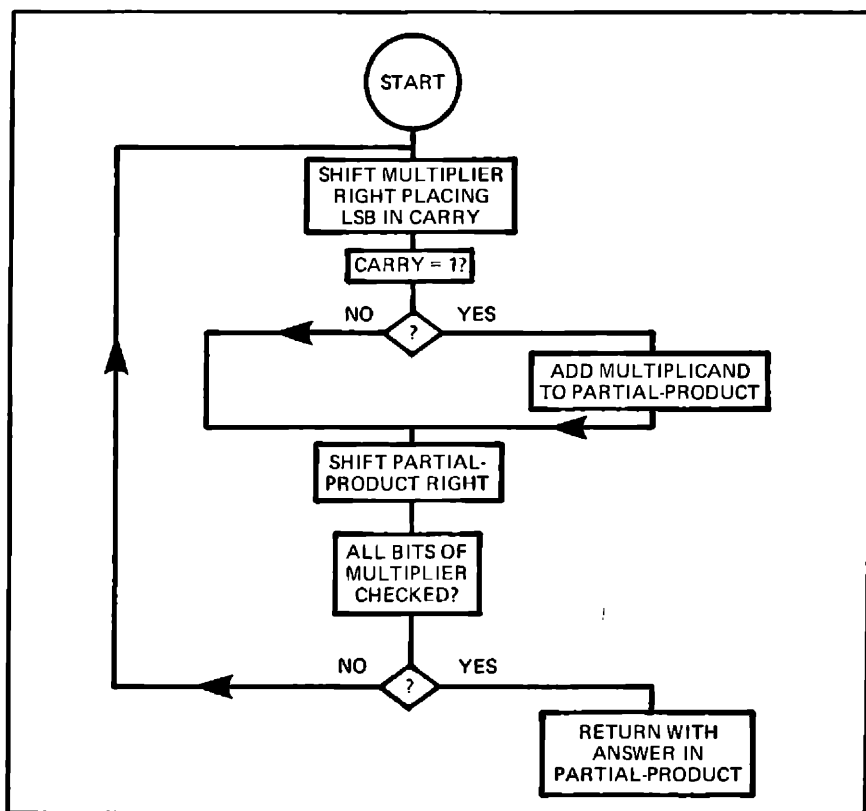 START
SHIFT MULTIPLIER
RIGHT PLACING
LSB IN CARRY
CARRY = 1?
NO
?
YES
ADD MULTIPLICAND
TO PARTIAL-PRODUCT
SHIFT PARTIAL-
PRODUCT RIGHT
ALL BITS OF
MULTIPLIER
CHECKED?
NO
?
YES
RETURN WITH
ANSWER IN
PARTIAL-PRODUCT